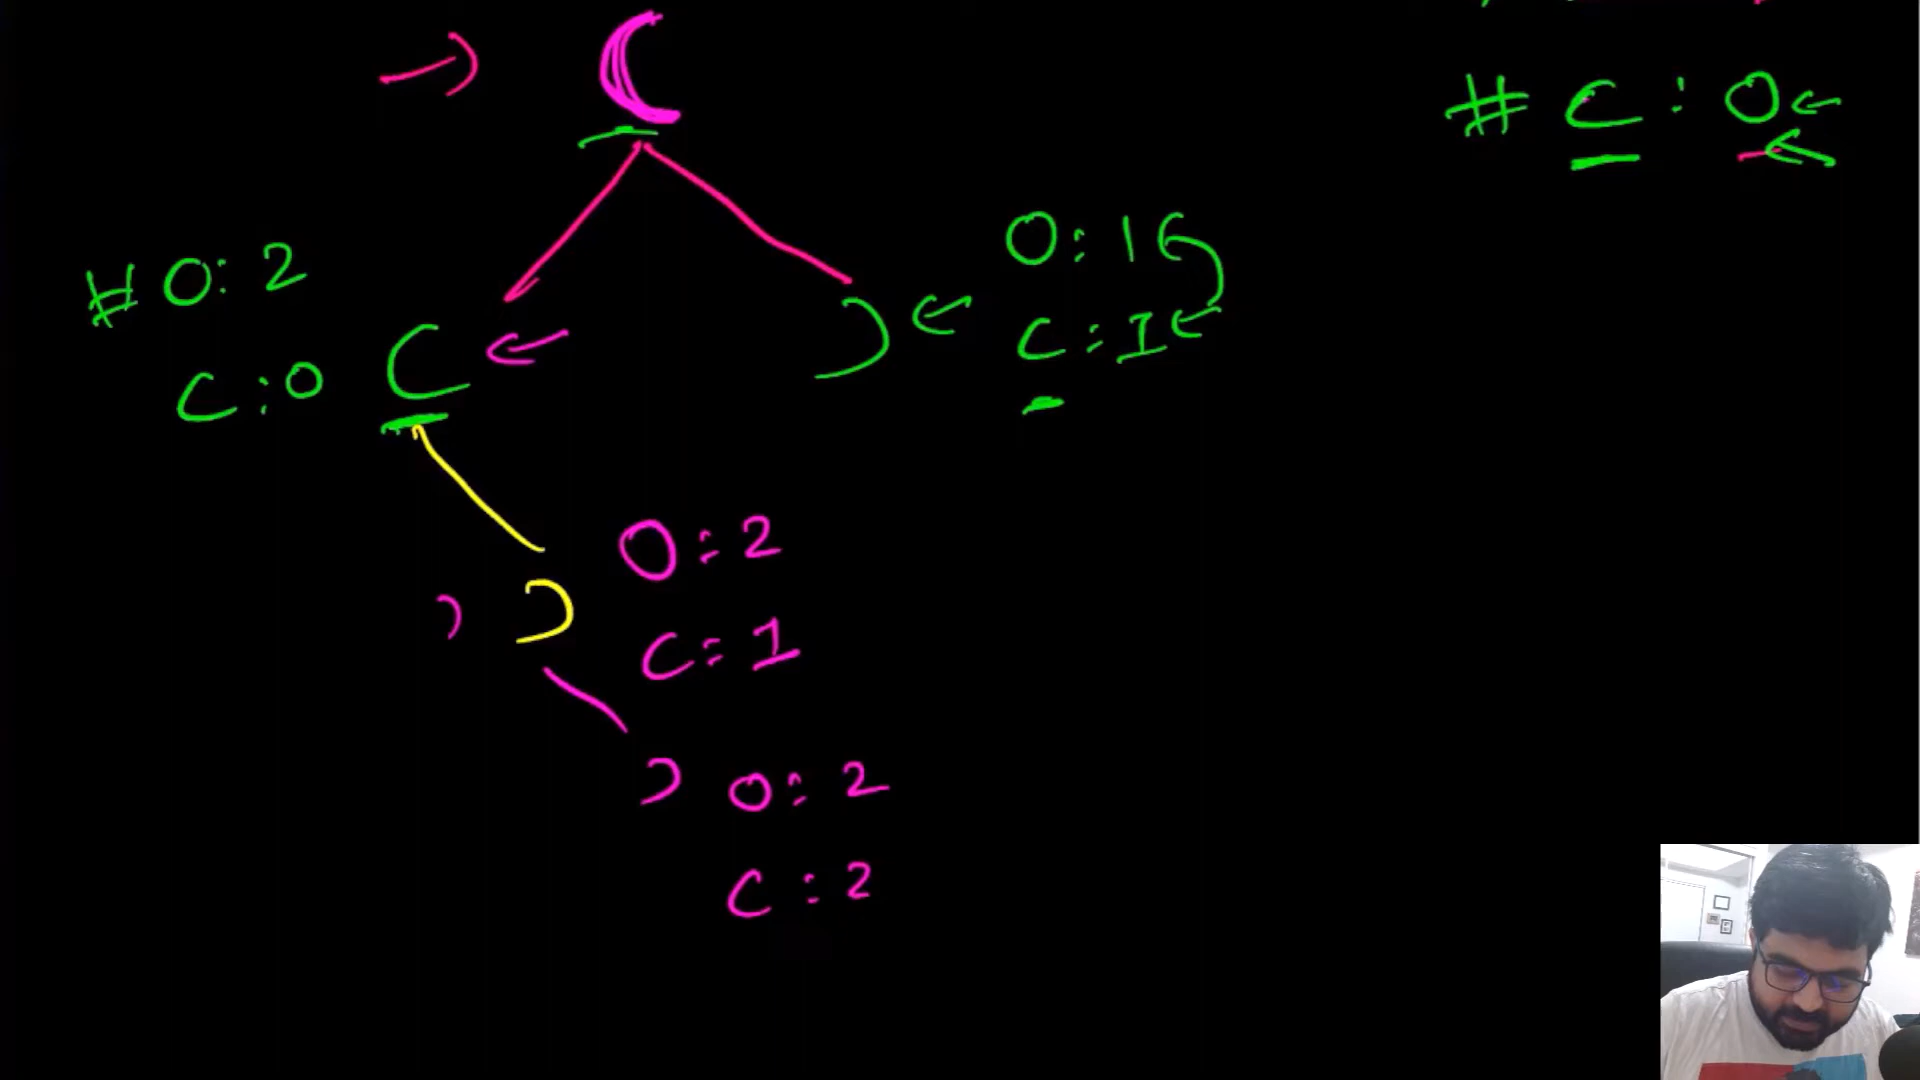 → )
(
# C : 0 ←
←
O : 1 ←
# O : 2
( ←
) ←
C : 1 ←
C : 0
O : 2
) )
C : 1
) O : 2
C : 2